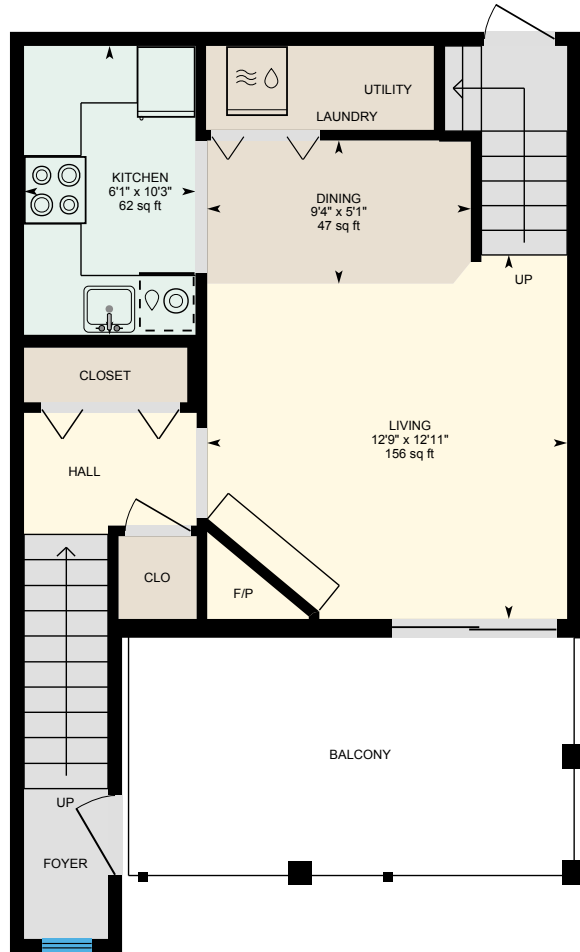 UTILITY
LAUNDRY
KITCHEN
6'1" x 10'3"
62 sq ft
DINING
9'4" x 5'1"
47 sq ft
UP
CLOSET
LIVING
12'9" x 12'11"
156 sq ft
HALL
CLO
F/P
BALCONY
UP
FOYER